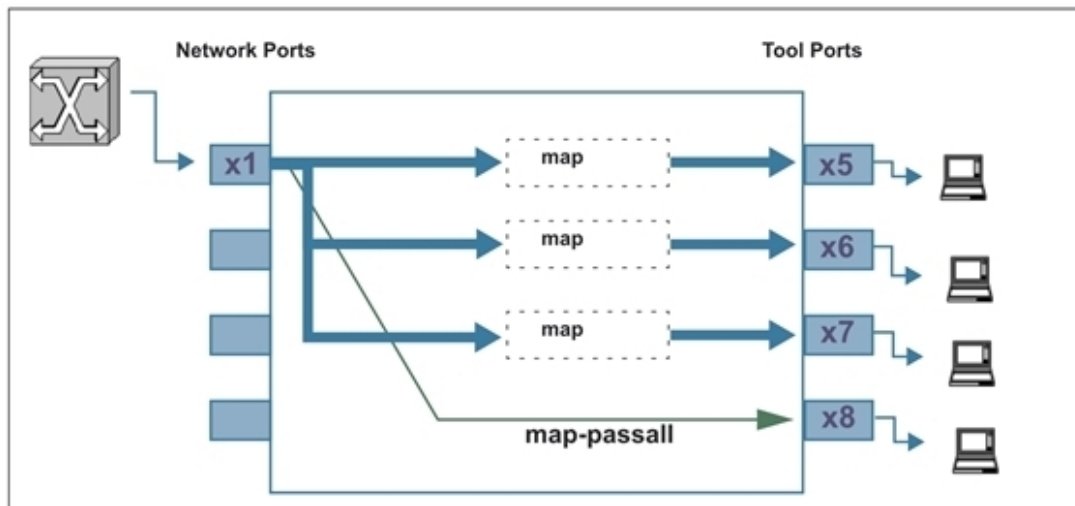 Network Ports
Tool Ports
x1
map
x5
map
x6
map
x7
map-passall
x8